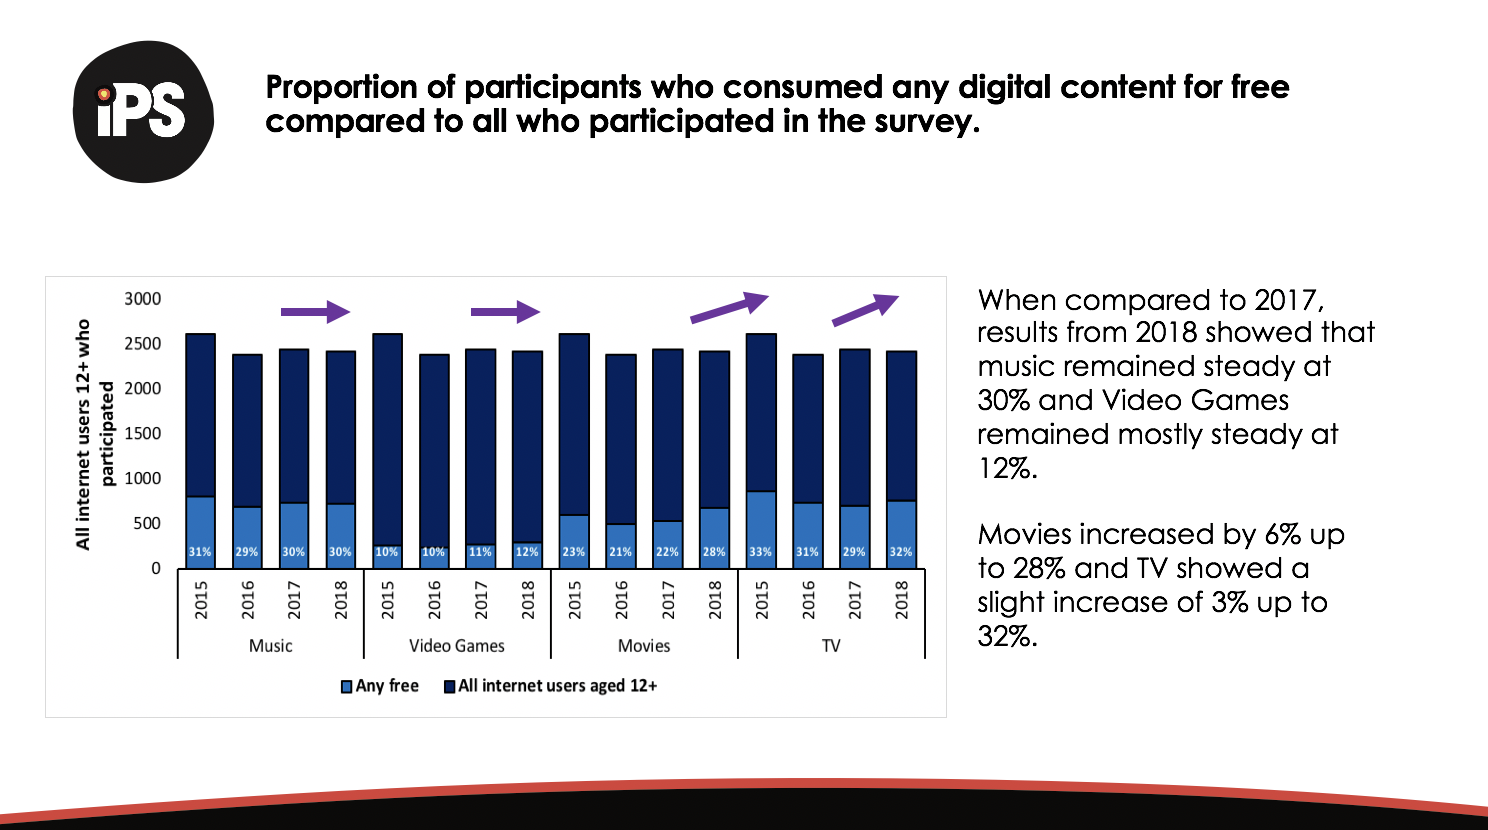 iPS
Proportion of participants who consumed any digital content for free
compared to all who participated in the survey.
All internet users 12+ who
participated
3000
2500
2000
1500
1000
500
0
31% 29% 30% 30% 10% 10% 11% 12% 23% 21% 22% 28% 33% 31% 29% 32%
2015 2016 2017 2018 2015 2016 2017 2018 2015 2016 2017 2018 2015 2016 2017 2018
Music Video Games Movies TV
Any free All internet users aged 12+
When compared to 2017,
results from 2018 showed that
music remained steady at
30% and Video Games
remained mostly steady at
12%.
Movies increased by 6% up
to 28% and TV showed a
slight increase of 3% up to
32%.